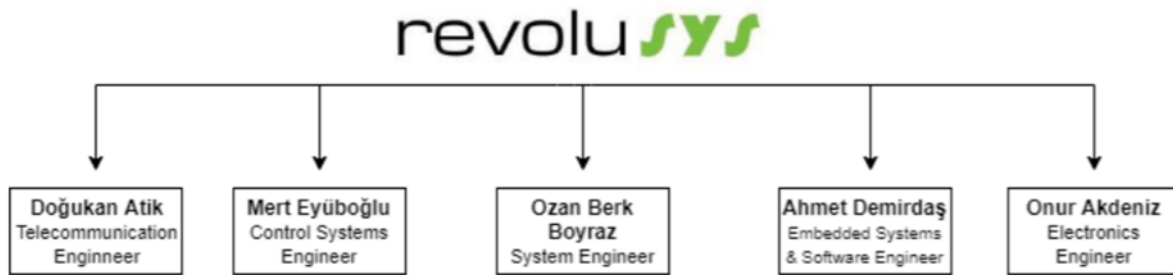 revolusys
Doğukan Atik
Telecommunication
Enginneer
Mert Eyüboğlu
Control Systems
Engineer
Ozan Berk
Boyraz
System Engineer
Ahmet Demirdaş
Embedded Systems
& Software Engineer
Onur Akdeniz
Electronics
Engineer